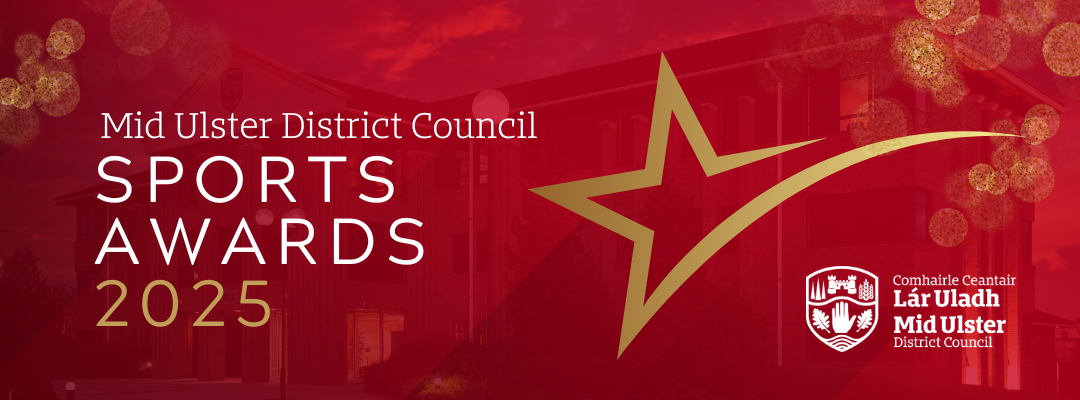 Mid Ulster District Council
SPORTS
AWARDS
2025
Comhairle Ceantair
Lár Uladh
Mid Ulster
District Council